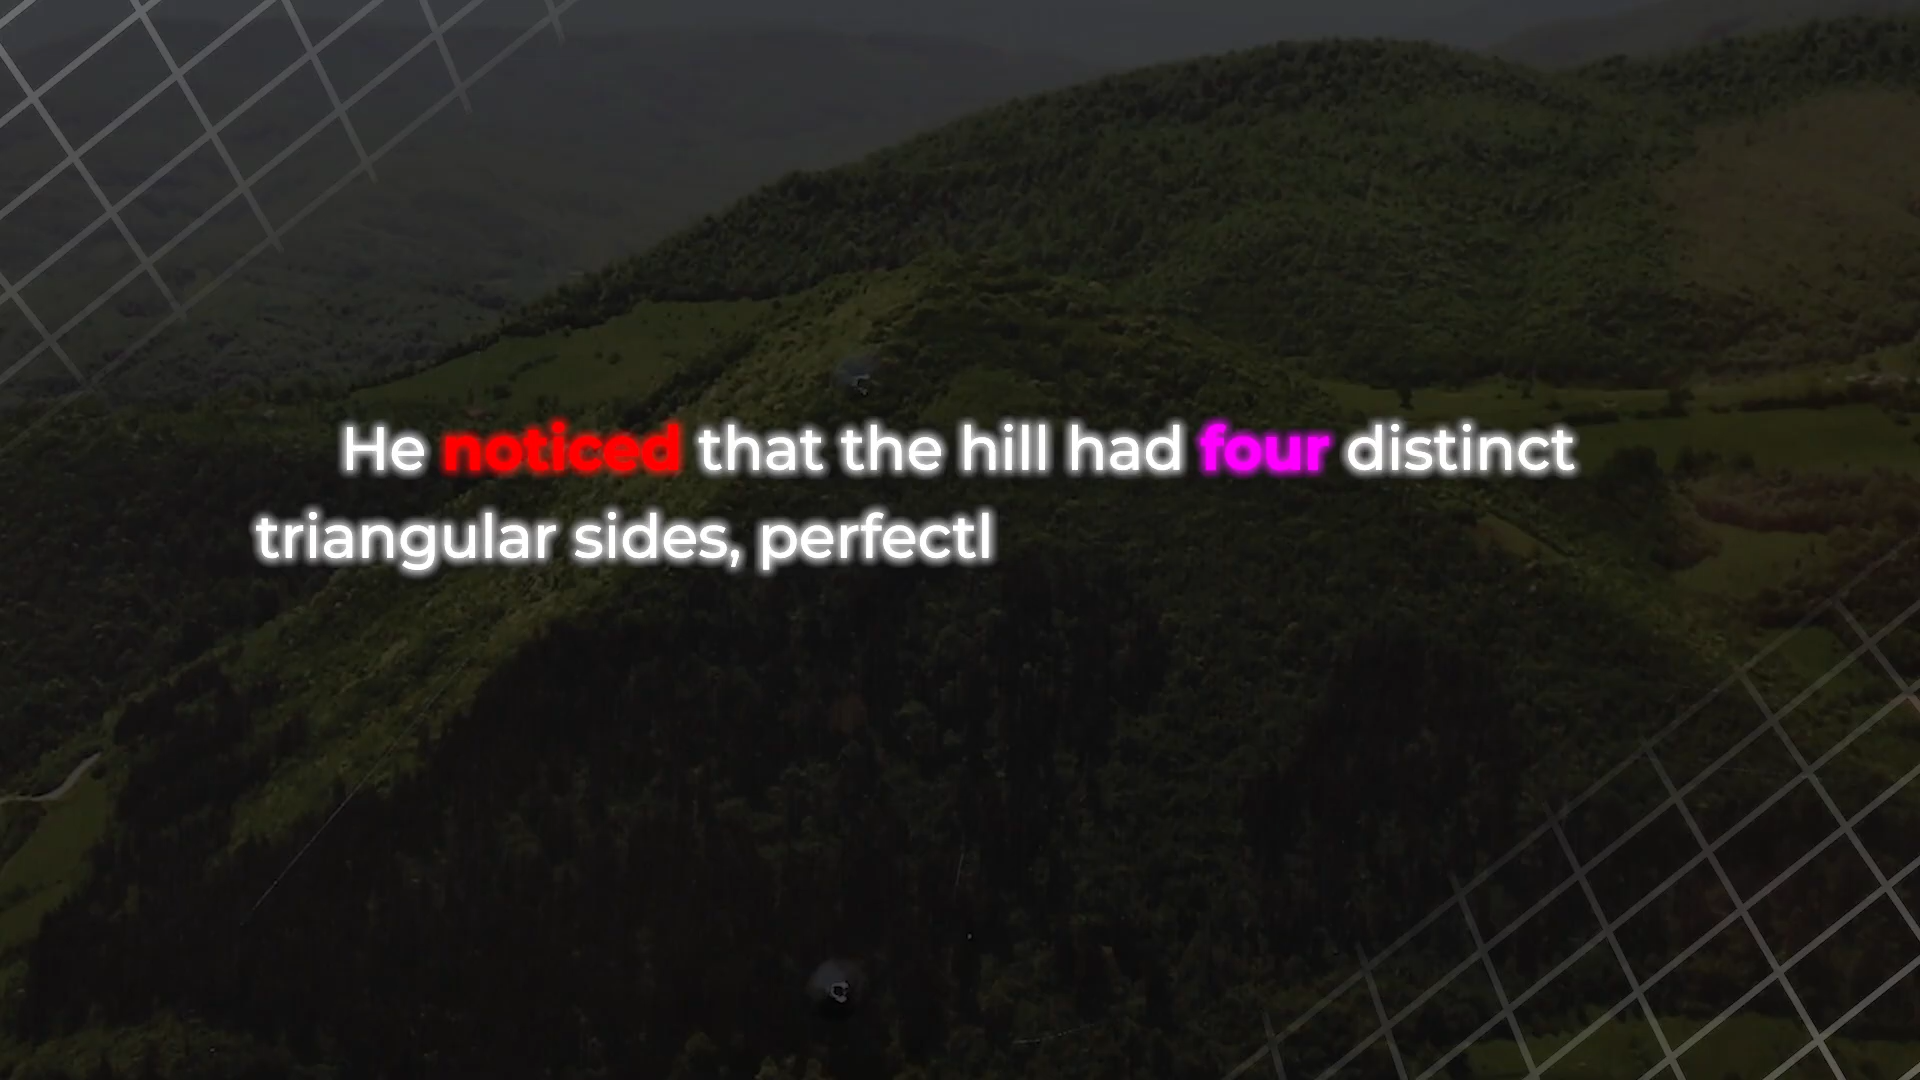 He noticed that the hill had four distinct
triangular sides, perfectl